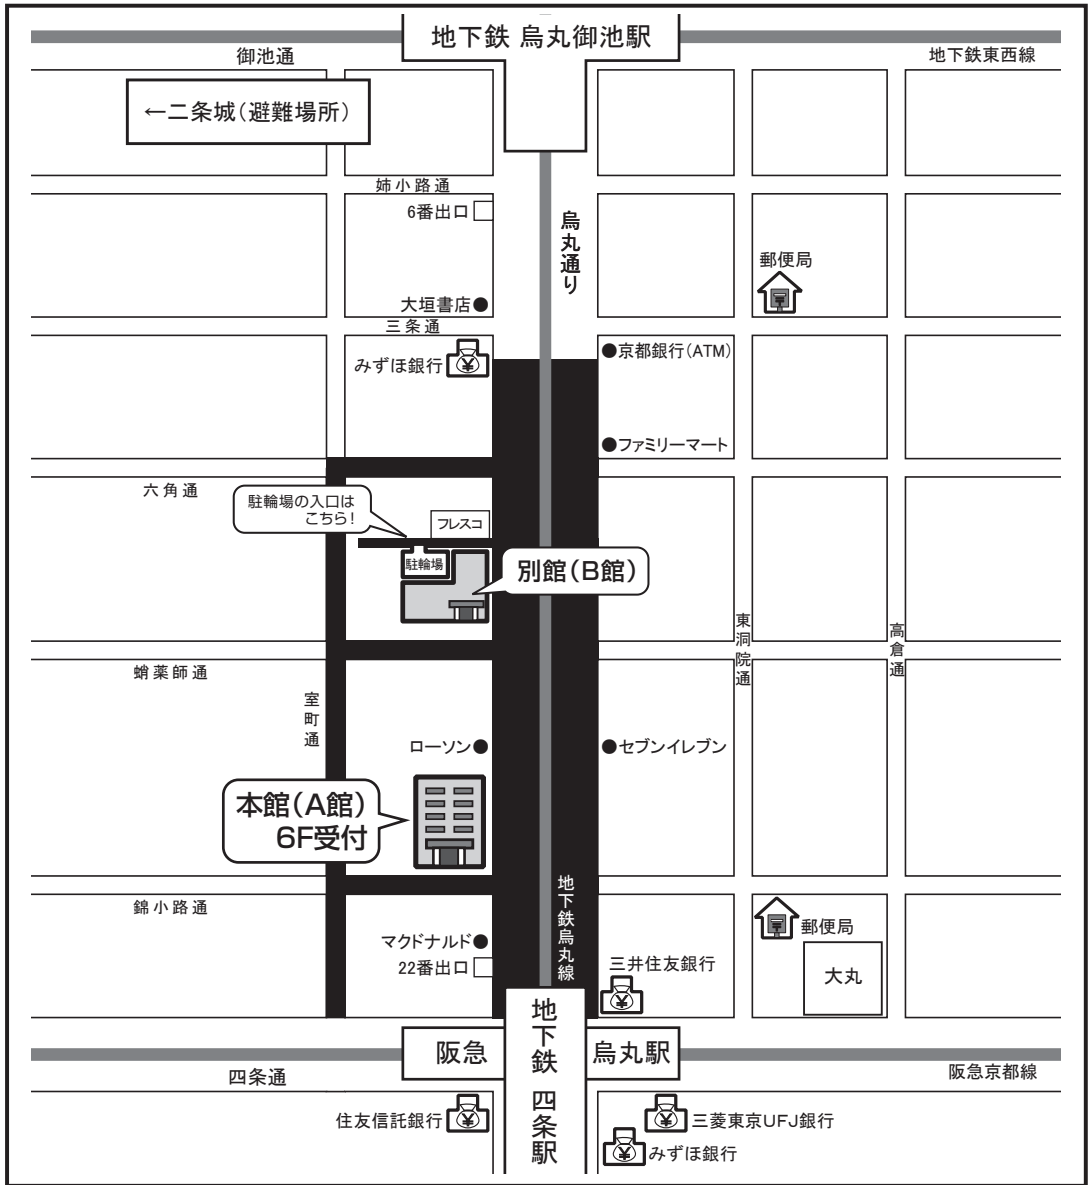 地下鉄 烏丸御池駅
御池通
地下鉄東西線
←二条城(避難場所)
姉小路通
6番出口
烏丸通り
郵便局
大垣書店
三条通
みずほ銀行
京都銀行(ATM)
ファミリーマート
六角通
駐輪場の入口は
こちら!
フレスコ
駐輪場
別館(B館)
東洞院通
高倉通
蛸薬師通
室町通
ローソン
セブンイレブン
本館(A館)
6F受付
地下鉄烏丸線
錦小路通
郵便局
マクドナルド
22番出口
三井住友銀行
大丸
阪急
地下鉄 四条駅
烏丸駅
四条通
阪急京都線
住友信託銀行
三菱東京UFJ銀行
みずほ銀行